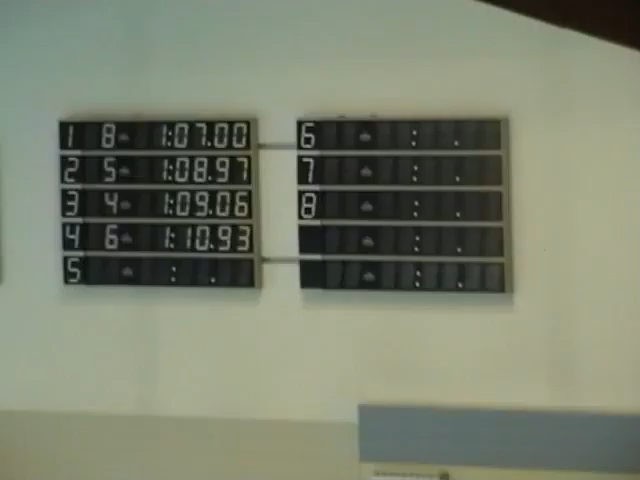 1 8 1:07.00
2 5 1:08.97
3 4 1:09.06
4 6 1:10.93
5 : .
6 : .
7 : .
8 : .
: .
: .